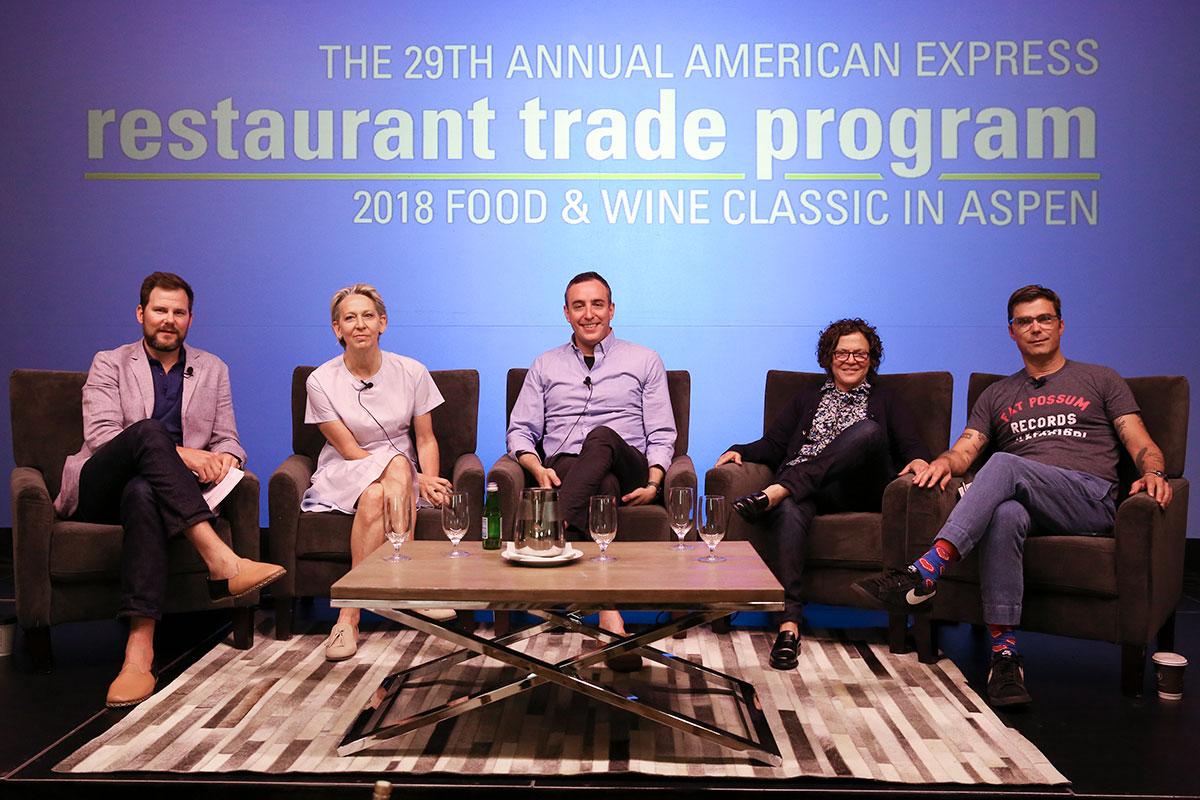 THE 29TH ANNUAL AMERICAN EXPRESS
restaurant trade program
2018 FOOD & WINE CLASSIC IN ASPEN
FAT POSSUM
RECORDS